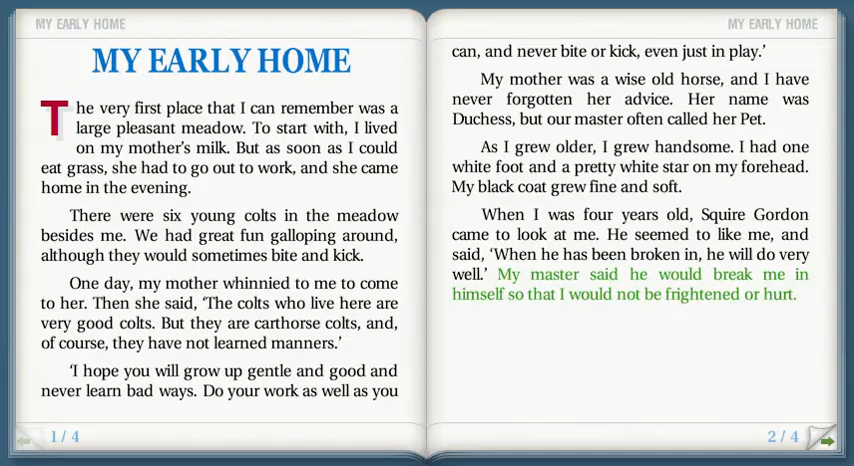 MY EARLY HOME
MY EARLY HOME
The very first place that I can remember was a
large pleasant meadow. To start with, I lived
on my mother's milk. But as soon as I could
eat grass, she had to go out to work, and she came
home in the evening.
There were six young colts in the meadow
besides me. We had great fun galloping around,
although they would sometimes bite and kick.
One day, my mother whinnied to me to come
to her. Then she said, ‘The colts who live here are
very good colts. But they are carthorse colts, and,
of course, they have not learned manners.’
‘I hope you will grow up gentle and good and
never learn bad ways. Do your work as well as you
1 / 4
MY EARLY HOME
can, and never bite or kick, even just in play.’
My mother was a wise old horse, and I have
never forgotten her advice. Her name was
Duchess, but our master often called her Pet.
As I grew older, I grew handsome. I had one
white foot and a pretty white star on my forehead.
My black coat grew fine and soft.
When I was four years old, Squire Gordon
came to look at me. He seemed to like me, and
said, ‘When he has been broken in, he will do very
well.’ My master said he would break me in
himself so that I would not be frightened or hurt.
2 / 4